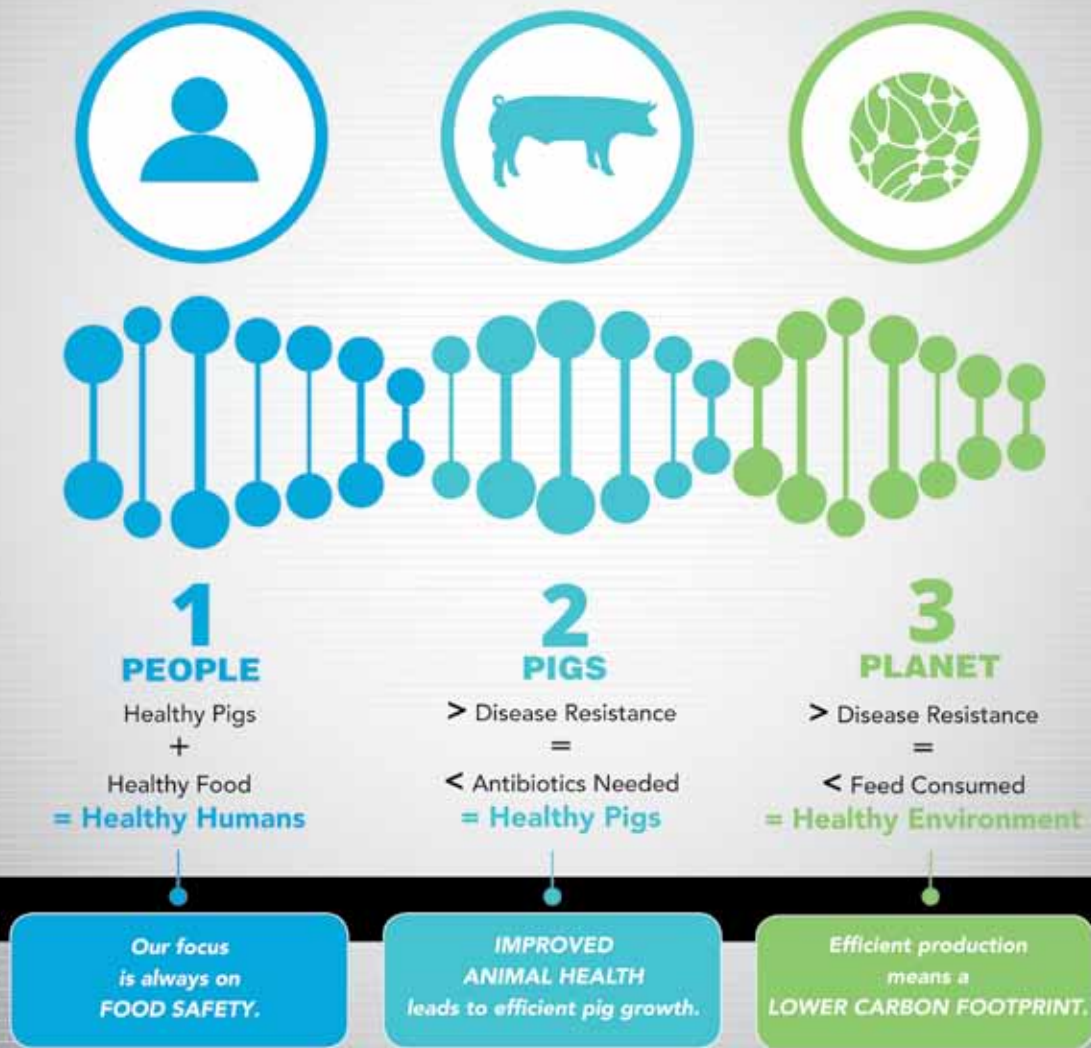 1
PEOPLE
Healthy Pigs
+
Healthy Food
= Healthy Humans
Our focus
is always on
FOOD SAFETY.
2
PIGS
> Disease Resistance
=
< Antibiotics Needed
= Healthy Pigs
IMPROVED
ANIMAL HEALTH
leads to efficient pig growth.
3
PLANET
> Disease Resistance
=
< Feed Consumed
= Healthy Environment
Efficient production
means a
LOWER CARBON FOOTPRINT.